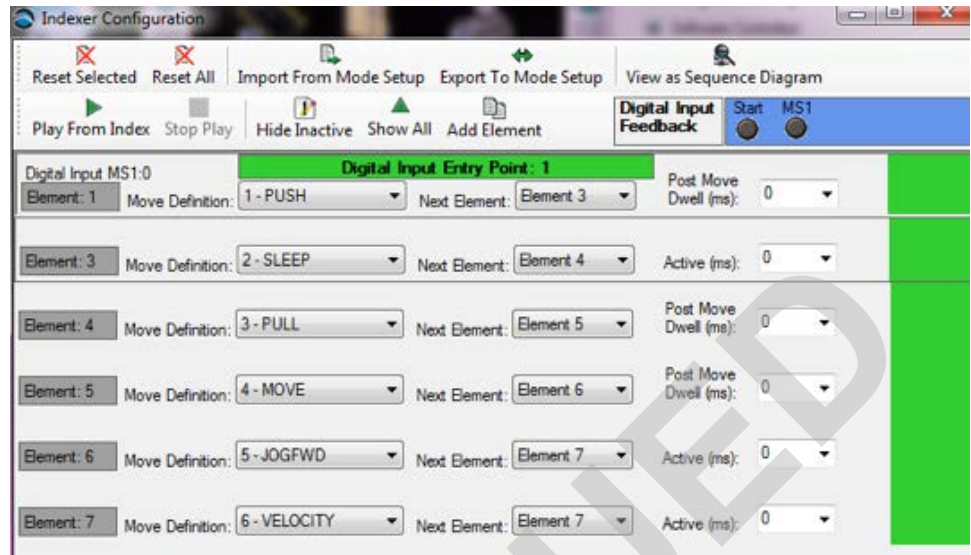 Indexer Configuration
Reset Selected Reset All Import From Mode Setup Export To Mode Setup View as Sequence Diagram
Play From Index Stop Play Hide Inactive Show All Add Element Digital Input Feedback Start MS1
Digital Input MS1:0 Digital Input Entry Point: 1
Element: 1 Move Definition: 1 - PUSH Next Element: Element 3 Post Move Dwell (ms): 0
Element: 3 Move Definition: 2 - SLEEP Next Element: Element 4 Active (ms): 0
Element: 4 Move Definition: 3 - PULL Next Element: Element 5 Post Move Dwell (ms): 0
Element: 5 Move Definition: 4 - MOVE Next Element: Element 6 Post Move Dwell (ms): 0
Element: 6 Move Definition: 5 - JOGFWD Next Element: Element 7 Active (ms): 0
Element: 7 Move Definition: 6 - VELOCITY Next Element: Element 7 Active (ms): 0
UED